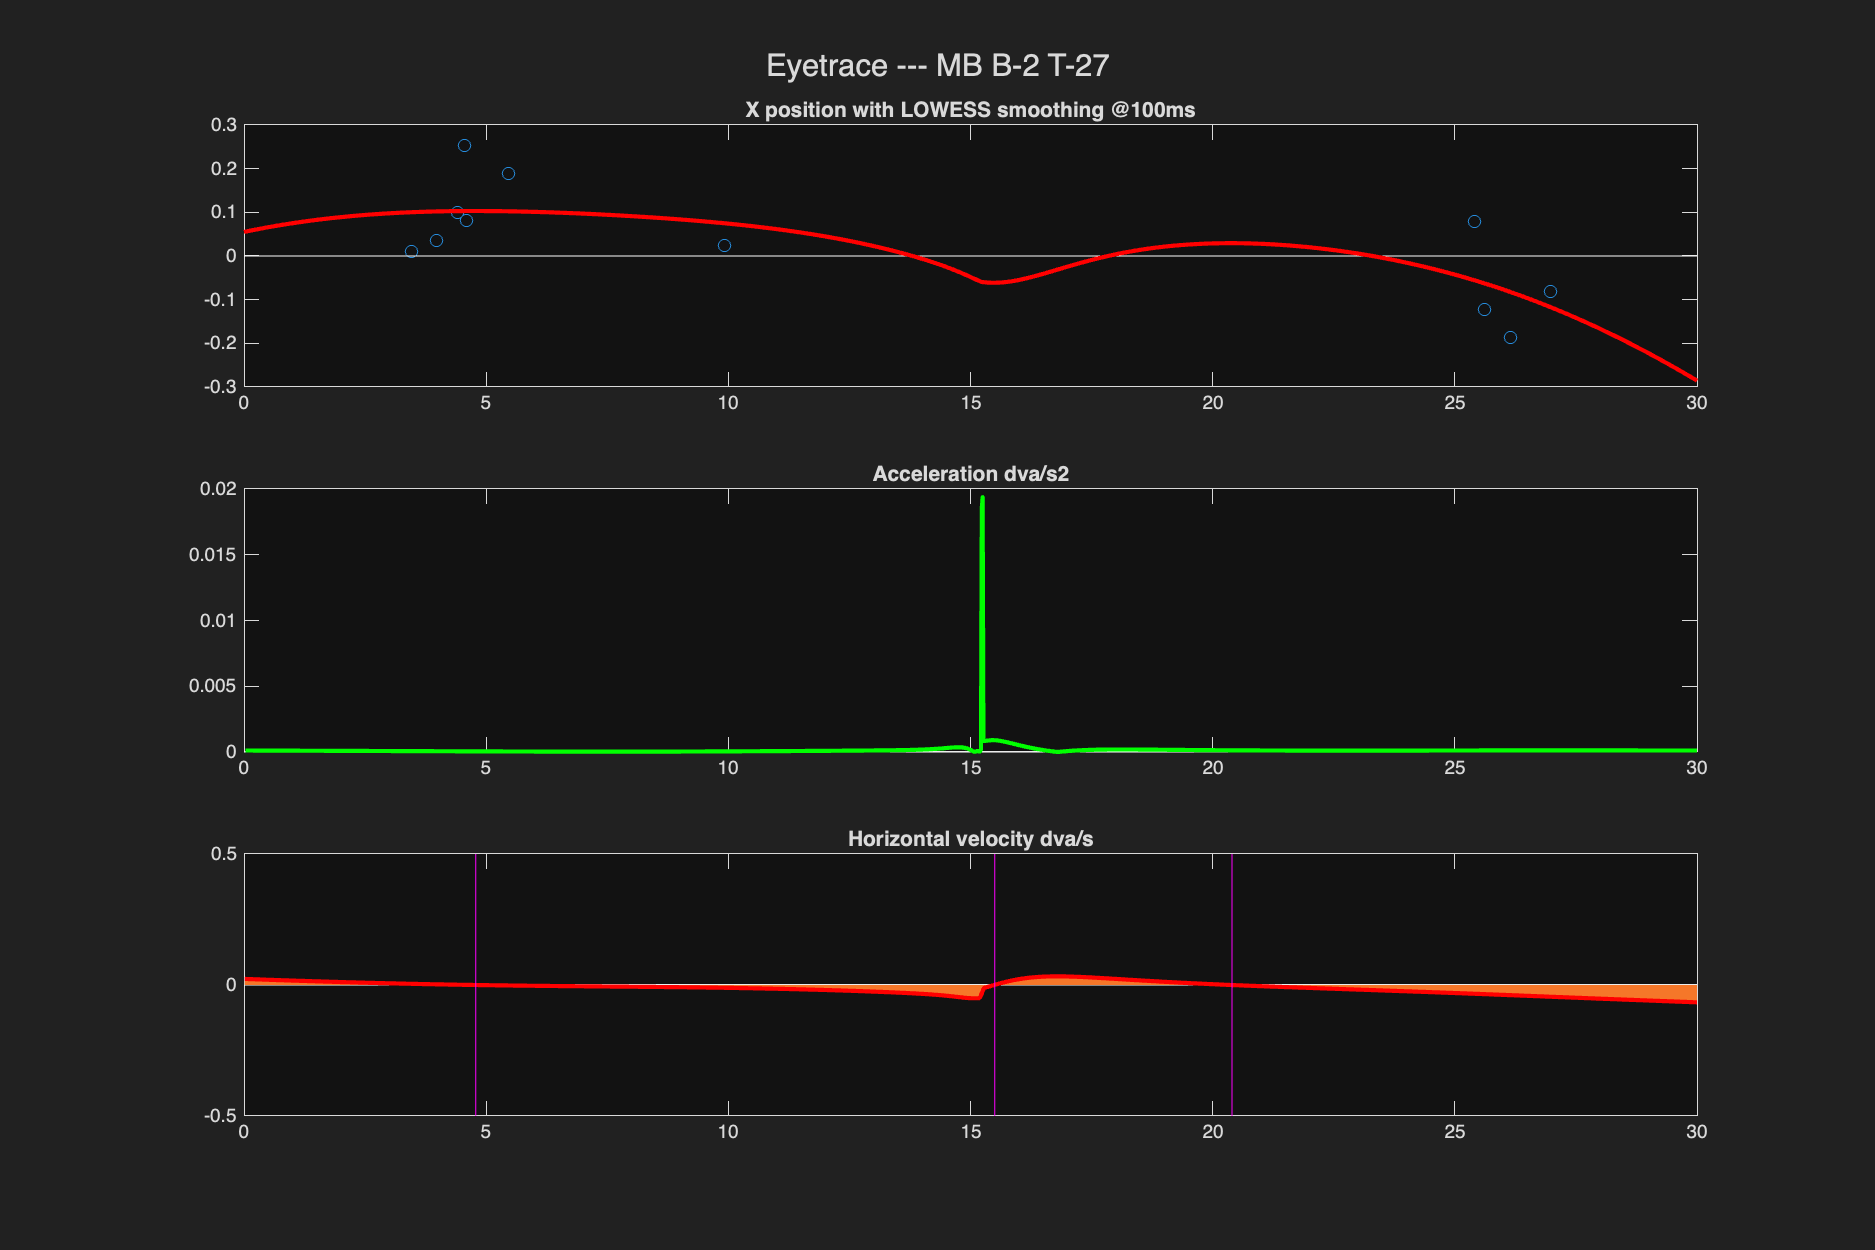 Eyetrace --- MB B-2 T-27
X position with LOWESS smoothing @100ms
0.3
0.2
0.1
0
-0.1
-0.2
-0.3
0 5 10 15 20 25 30
Acceleration dva/s2
0.02
0.015
0.01
0.005
0
0 5 10 15 20 25 30
Horizontal velocity dva/s
0.5
0
-0.5
0 5 10 15 20 25 30